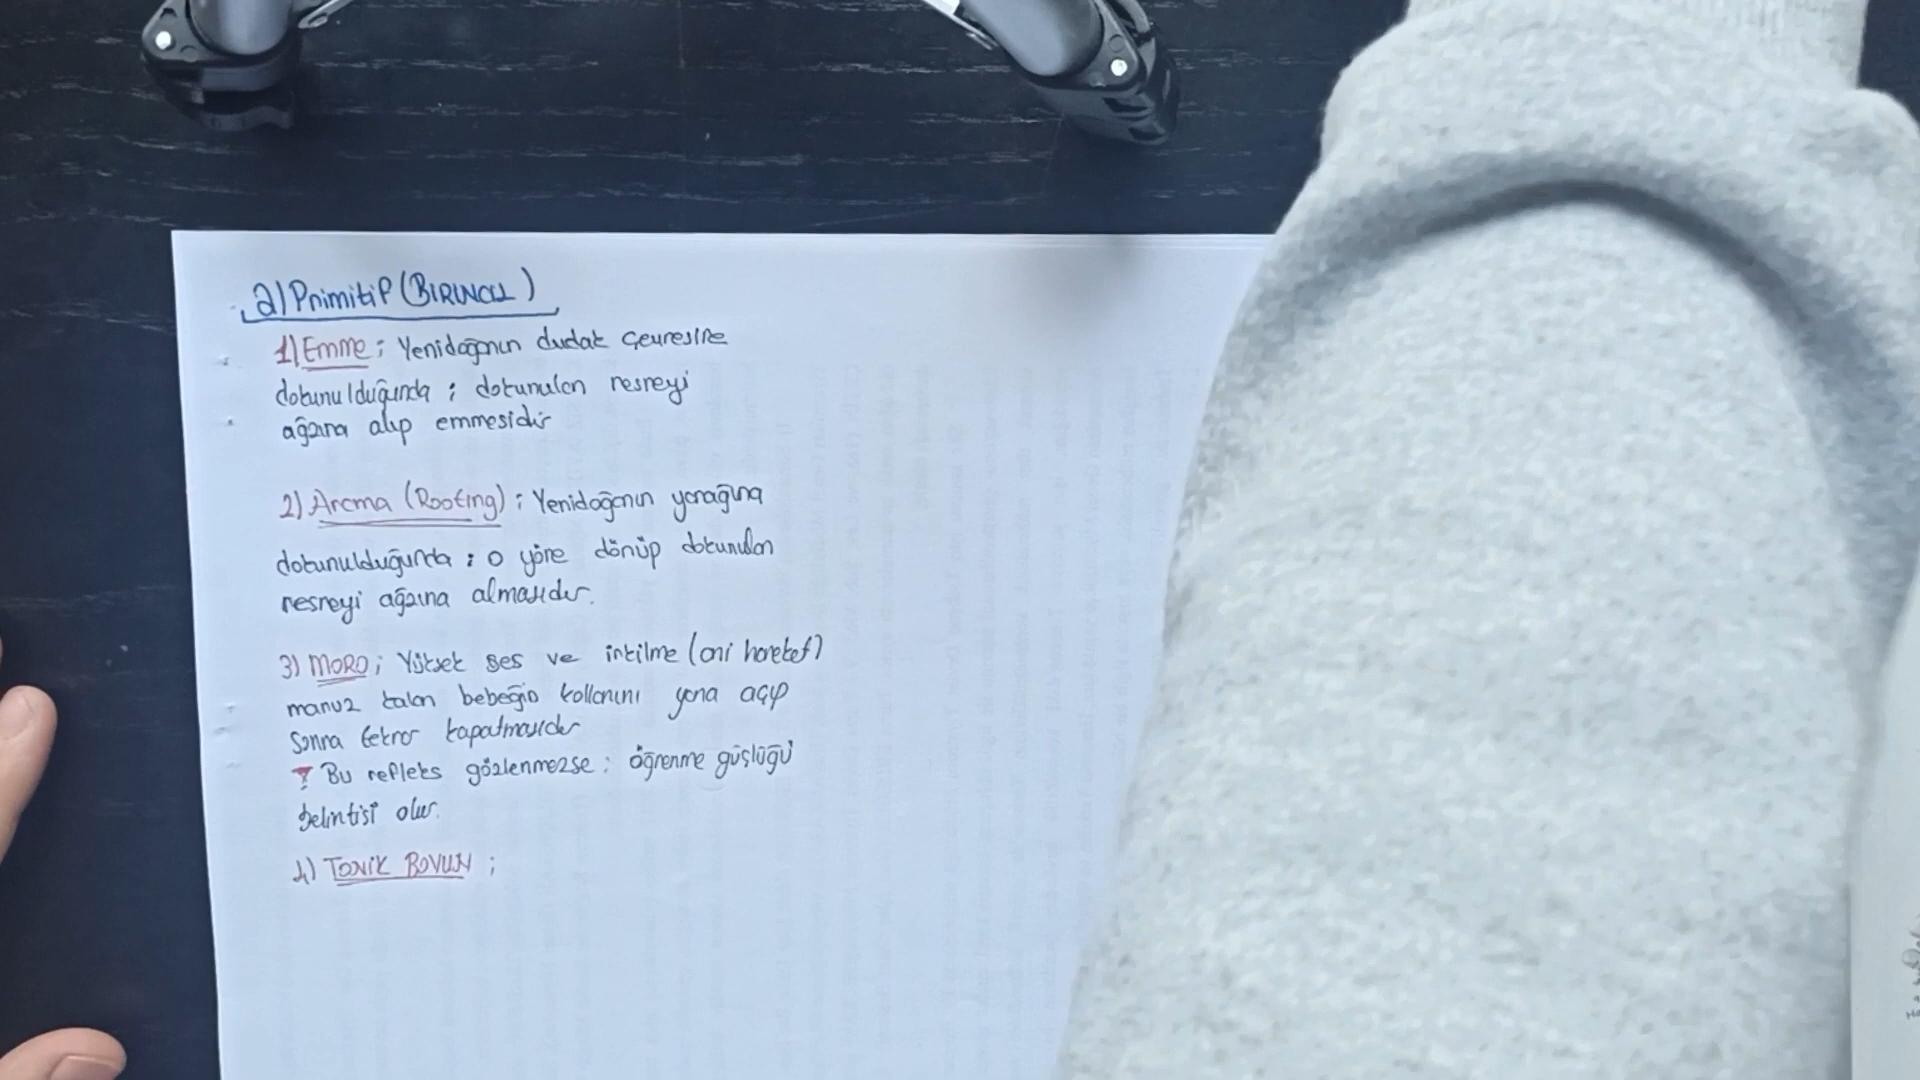 a) Primitif (BİRİNCİL)
1) Emme ; Yenidoğanın dudak çevresine
dokunulduğunda ; dokunulan nesneyi
ağzına alıp emmesidir
2) Arama (Rooting) ; Yenidoğanın yanağına
dokunulduğunda ; o yöne dönüp dokunulan
nesneyi ağzına almasıdır.
3) MORO ; Yüksek ses ve irkilme (ani hareket)
maruz kalan bebeğin kollarını yana açıp
sonra tekrar kapatmasıdır
Bu refleks gözlenmezse ; öğrenme güçlüğü
belirtisi olur.
4) TONİK BOYUN ;